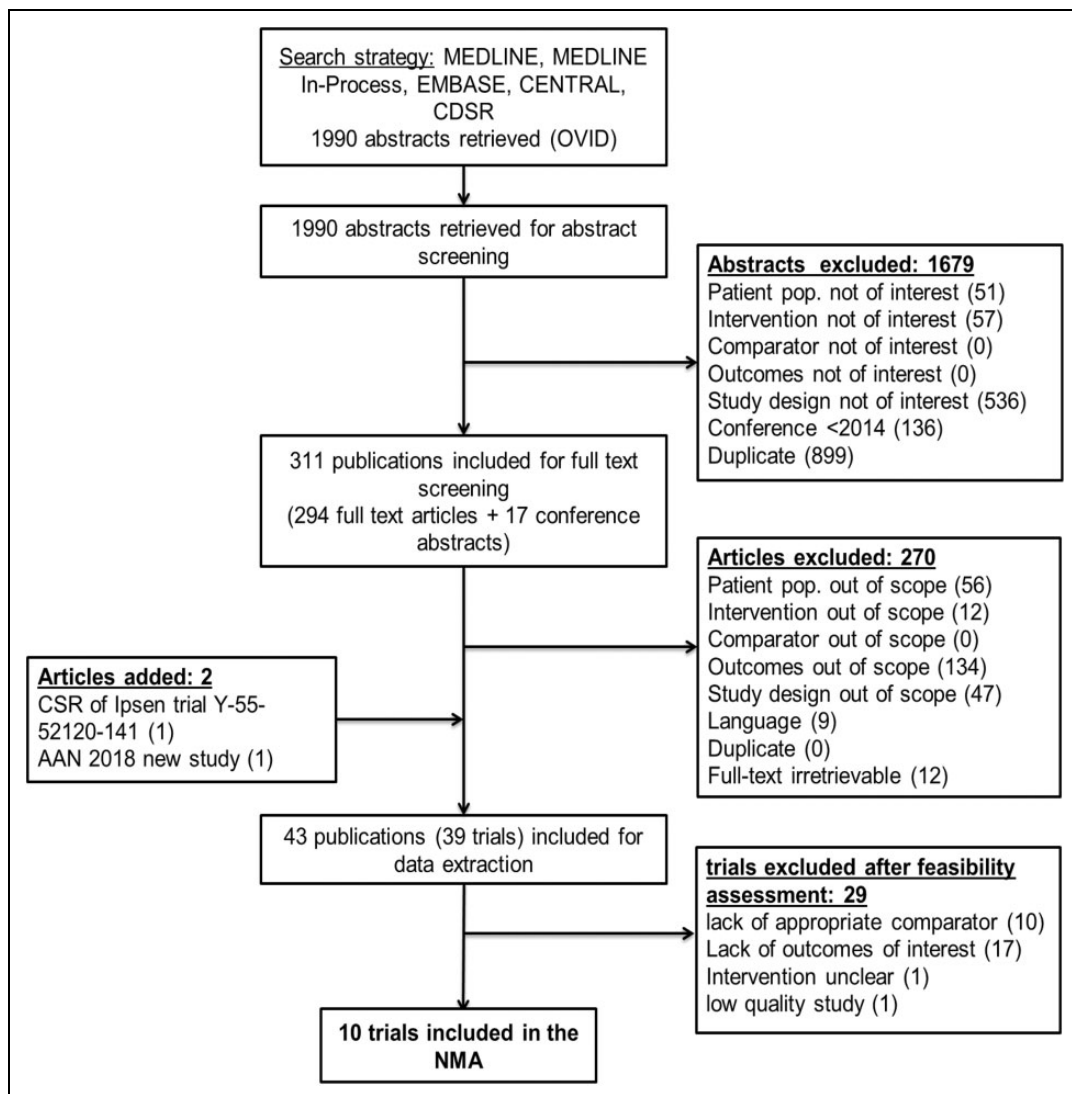 Search strategy: MEDLINE, MEDLINE
In-Process, EMBASE, CENTRAL,
CDSR
1990 abstracts retrieved (OVID)
1990 abstracts retrieved for abstract
screening
Abstracts excluded: 1679
Patient pop. not of interest (51)
Intervention not of interest (57)
Comparator not of interest (0)
Outcomes not of interest (0)
Study design not of interest (536)
Conference <2014 (136)
Duplicate (899)
311 publications included for full text
screening
(294 full text articles + 17 conference
abstracts)
Articles excluded: 270
Patient pop. out of scope (56)
Intervention out of scope (12)
Comparator out of scope (0)
Outcomes out of scope (134)
Study design out of scope (47)
Language (9)
Duplicate (0)
Full-text irretrievable (12)
Articles added: 2
CSR of Ipsen trial Y-55-
52120-141 (1)
AAN 2018 new study (1)
43 publications (39 trials) included for
data extraction
trials excluded after feasibility
assessment: 29
lack of appropriate comparator (10)
Lack of outcomes of interest (17)
Intervention unclear (1)
low quality study (1)
10 trials included in the
NMA